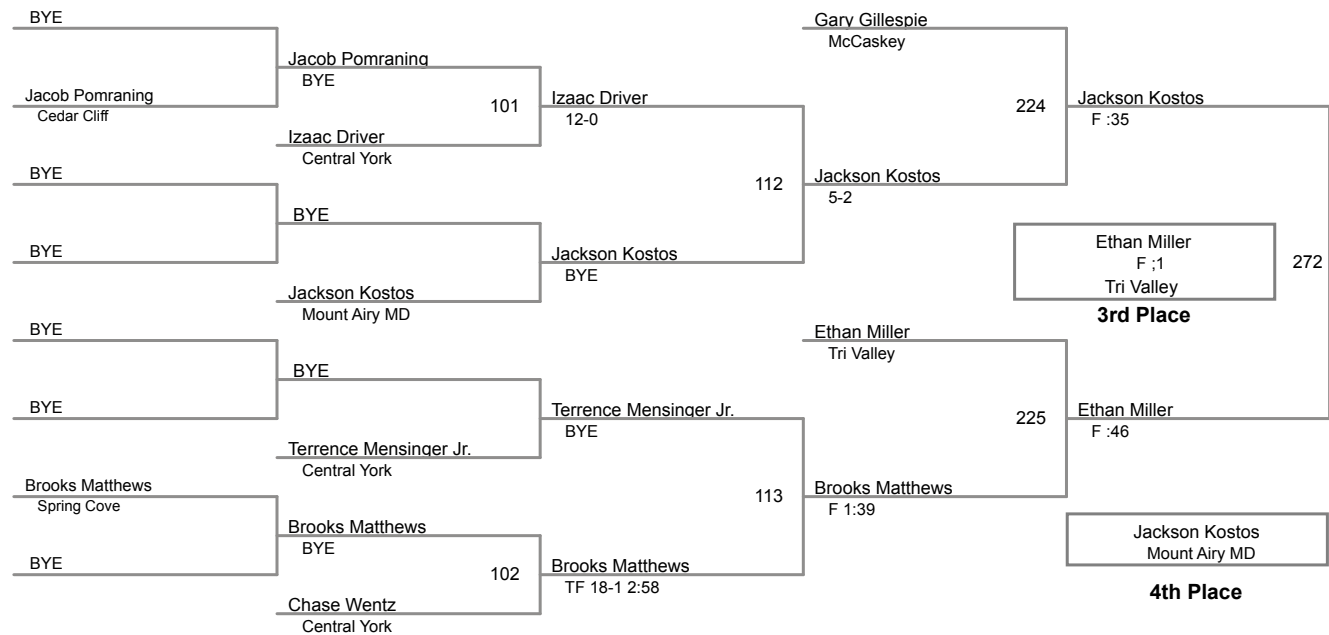 BYE
Gary Gillespie
McCaskey
Jacob Pomraning
BYE
Jacob Pomraning
Cedar Cliff
101
Izaac Driver
12-0
224
Jackson Kostos
F :35
Izaac Driver
Central York
BYE
112
Jackson Kostos
5-2
BYE
BYE
Jackson Kostos
BYE
Ethan Miller
F ;1
Tri Valley
272
3rd Place
Jackson Kostos
Mount Airy MD
BYE
Ethan Miller
Tri Valley
BYE
BYE
Terrence Mensinger Jr.
BYE
225
Ethan Miller
F :46
Terrence Mensinger Jr.
Central York
Brooks Matthews
Spring Cove
113
Brooks Matthews
F 1:39
Brooks Matthews
BYE
Jackson Kostos
Mount Airy MD
BYE
102
Brooks Matthews
TF 18-1 2:58
4th Place
Chase Wentz
Central York